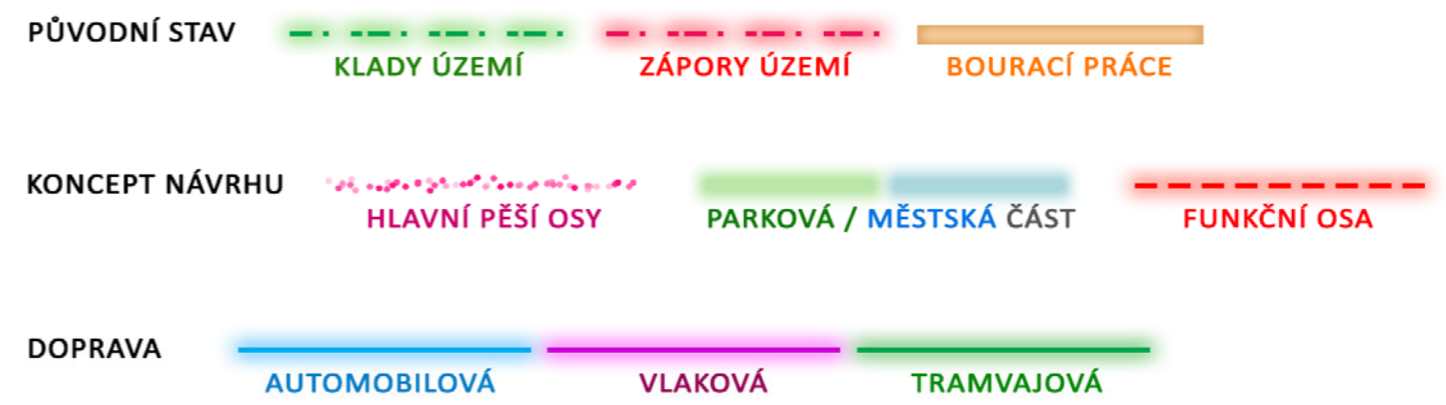 PŮVODNÍ STAV
KLADY ÚZEMÍ ZÁPORY ÚZEMÍ BOURACÍ PRÁCE
KONCEPT NÁVRHU
HLAVNÍ PĚŠÍ OSY PARKOVÁ / MĚSTSKÁ ČÁST FUNKČNÍ OSA
DOPRAVA
AUTOMOBILOVÁ VLAKOVÁ TRAMVAJOVÁ